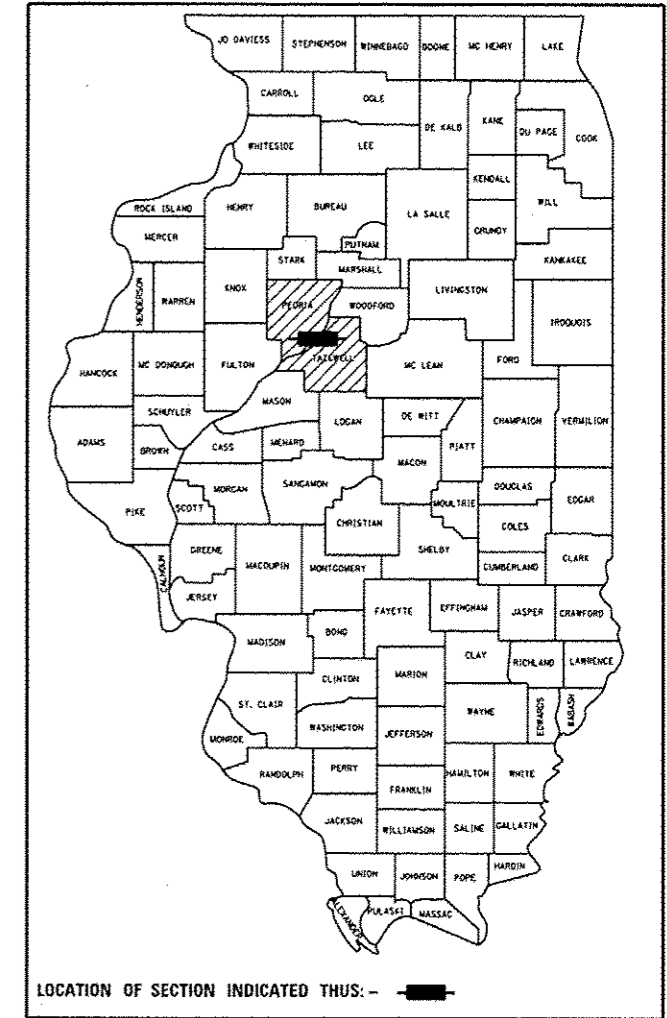 JO DAVIESS STEPHENSON WINNEBAGO BOONE MC HENRY LAKE
CARROLL OGLE DE KALB KANE DU PAGE COOK
WHITESIDE LEE KENDALL WILL
ROCK ISLAND HENRY BUREAU LA SALLE GRUNDY
MERCER PUTNAM KANKAKEE
HENDERSON WARREN KNOX STARK MARSHALL LIVINGSTON
PEORIA WOODFORD IROQUOIS
HANCOCK MC DONOUGH FULTON TAZEWELL MC LEAN FORD
SCHUYLER MASON LOGAN DE WITT CHAMPAIGN VERMILION
ADAMS BROWN CASS MENARD PIATT
MACON
PIKE SCOTT MORGAN SANGAMON MOULTRIE DOUGLAS EDGAR
CHRISTIAN COLES
CALHOUN GREENE MACOUPIN MONTGOMERY SHELBY CUMBERLAND CLARK
JERSEY FAYETTE EFFINGHAM JASPER CRAWFORD
MADISON BOND
CLAY RICHLAND LAWRENCE
CLINTON MARION
ST. CLAIR WAYNE EDWARDS WABASH
MONROE WASHINGTON JEFFERSON
RANDOLPH PERRY HAMILTON WHITE
FRANKLIN
JACKSON WILLIAMSON SALINE GALLATIN
UNION JOHNSON POPE HARDIN
ALEXANDER PULASKI MASSAC
LOCATION OF SECTION INDICATED THUS: -